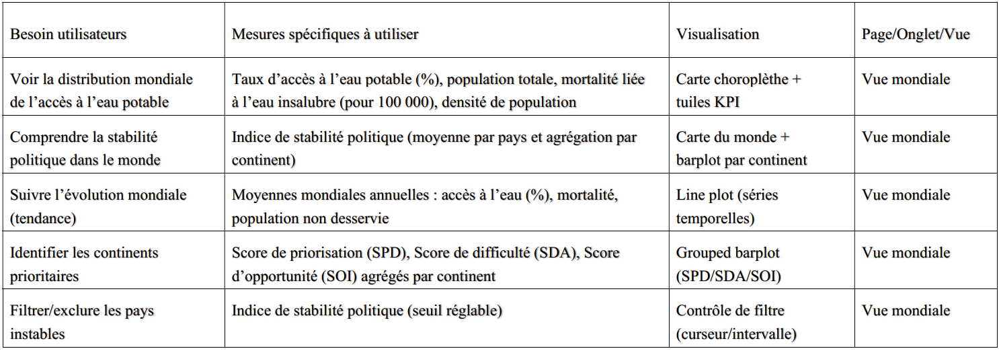 Besoin utilisateurs
Mesures spécifiques à utiliser
Visualisation
Page/Onglet/Vue
Voir la distribution mondiale
de l’accès à l’eau potable
Taux d’accès à l’eau potable (%), population totale, mortalité liée
à l’eau insalubre (pour 100 000), densité de population
Carte choroplèthe +
tuiles KPI
Vue mondiale
Comprendre la stabilité
politique dans le monde
Indice de stabilité politique (moyenne par pays et agrégation par
continent)
Carte du monde +
barplot par continent
Vue mondiale
Suivre l’évolution mondiale
(tendance)
Moyennes mondiales annuelles : accès à l’eau (%), mortalité,
population non desservie
Line plot (séries
temporelles)
Vue mondiale
Identifier les continents
prioritaires
Score de priorisation (SPD), Score de difficulté (SDA), Score
d’opportunité (SOI) agrégés par continent
Grouped barplot
(SPD/SDA/SOI)
Vue mondiale
Filtrer/exclure les pays
instables
Indice de stabilité politique (seuil réglable)
Contrôle de filtre
(curseur/intervalle)
Vue mondiale